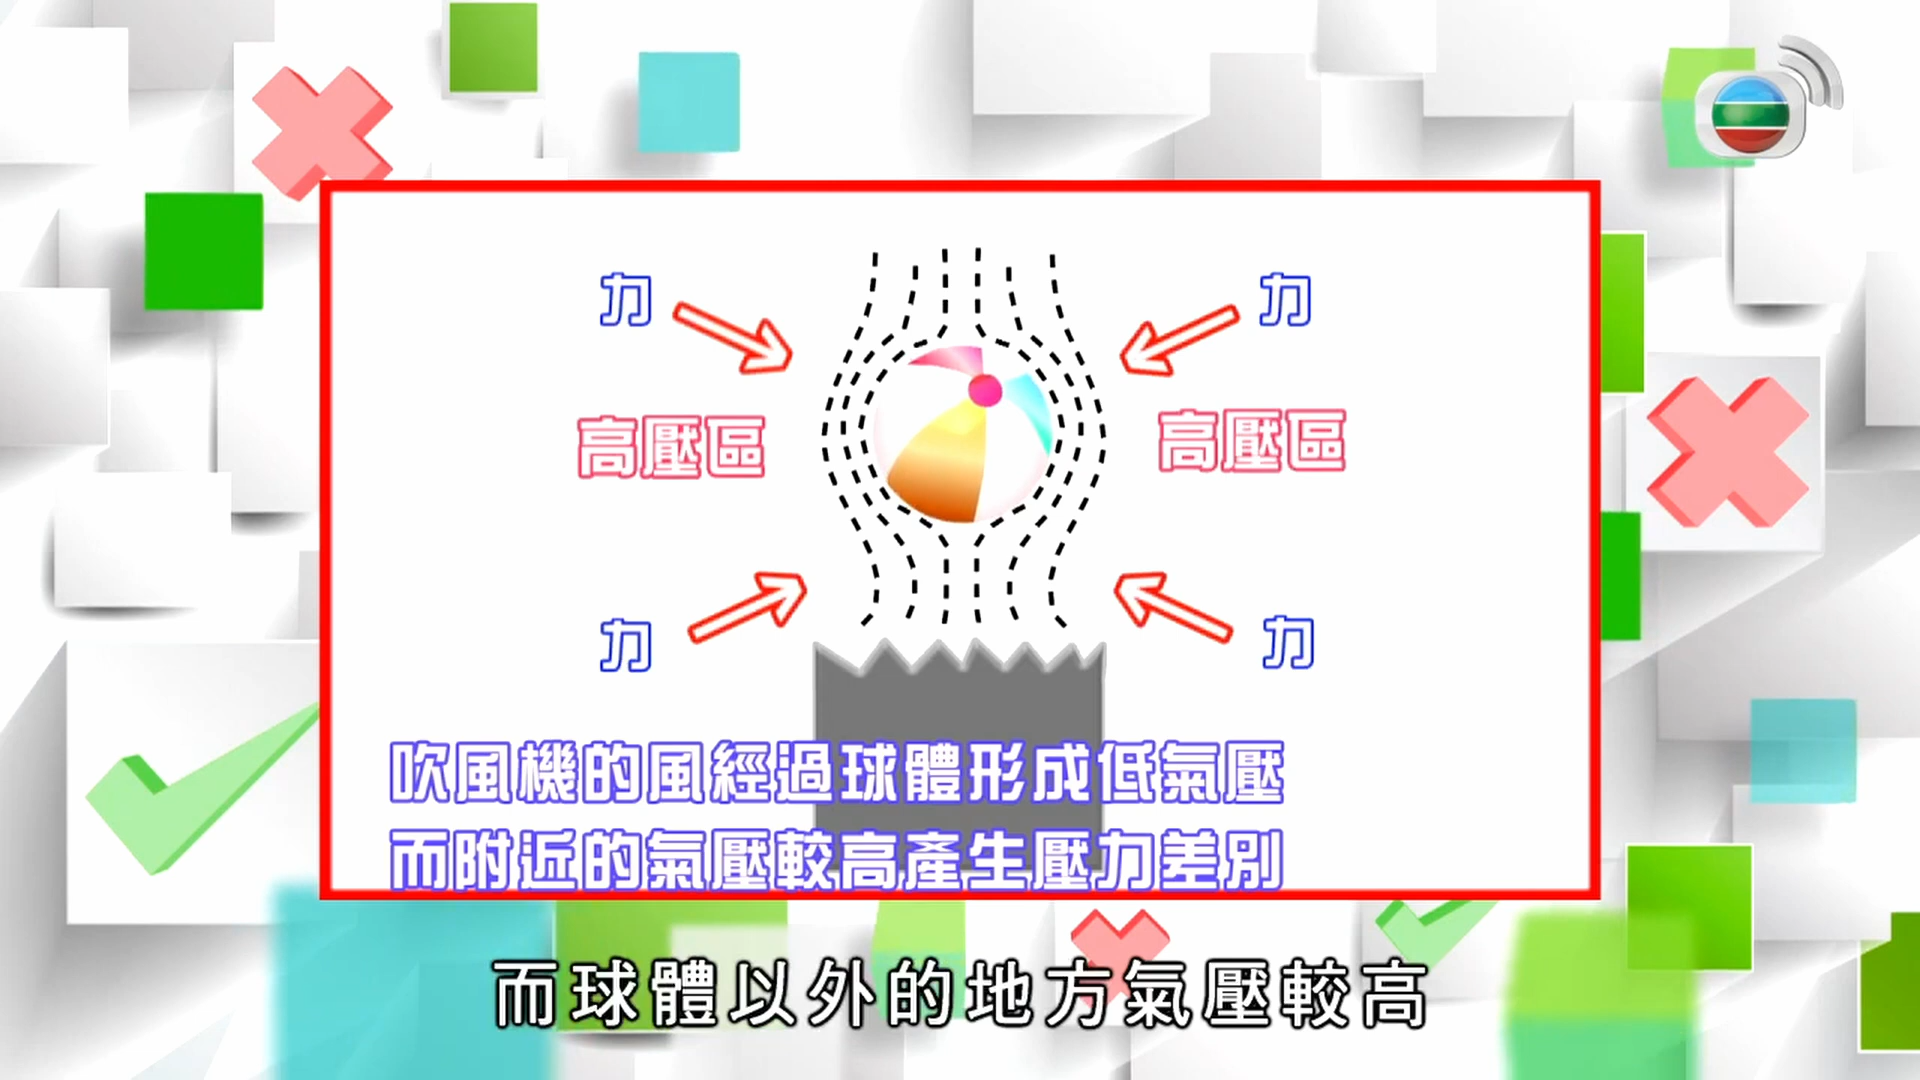 力 力
高壓區 高壓區
力 力
吹風機的風經過球體形成低氣壓
而附近的氣壓較高產生壓力差別
而球體以外的地方氣壓較高